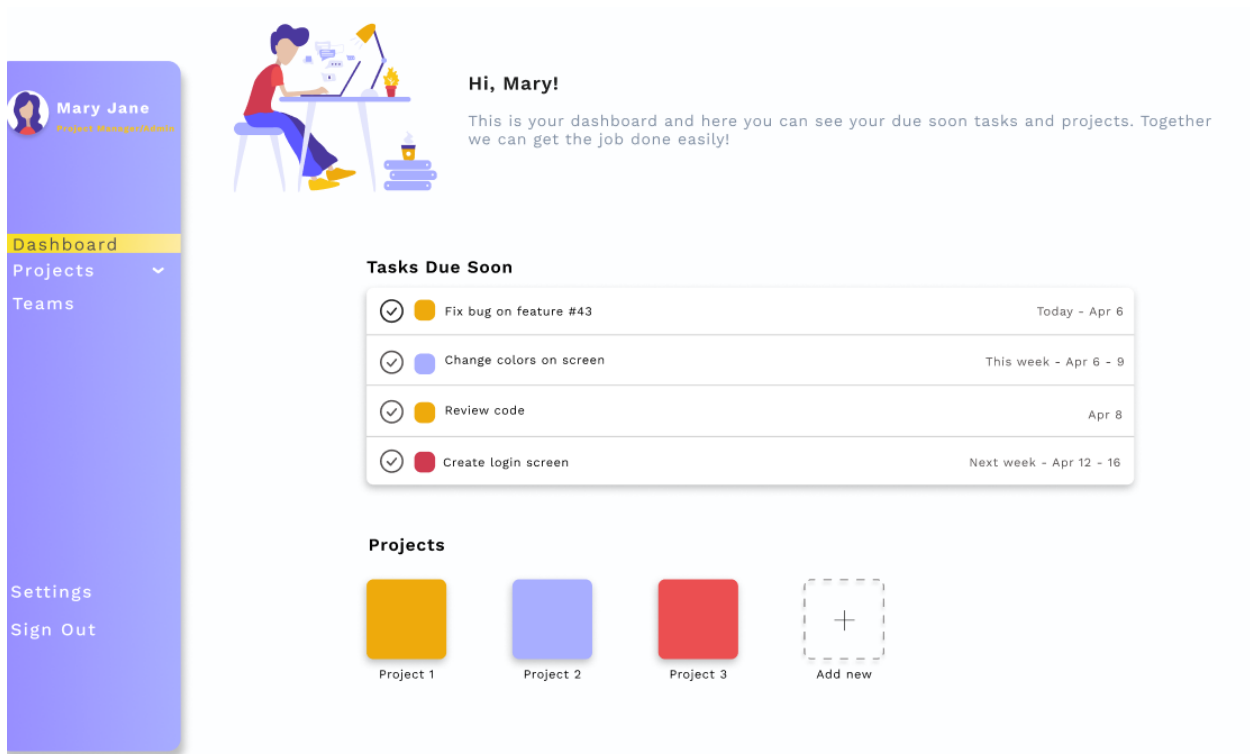 Mary Jane
Project Manager/Admin
Dashboard
Projects
Teams
Settings
Sign Out
Hi, Mary!
This is your dashboard and here you can see your due soon tasks and projects. Together
we can get the job done easily!
Tasks Due Soon
Fix bug on feature #43 Today - Apr 6
Change colors on screen This week - Apr 6 - 9
Review code Apr 8
Create login screen Next week - Apr 12 - 16
Projects
Project 1 Project 2 Project 3 Add new